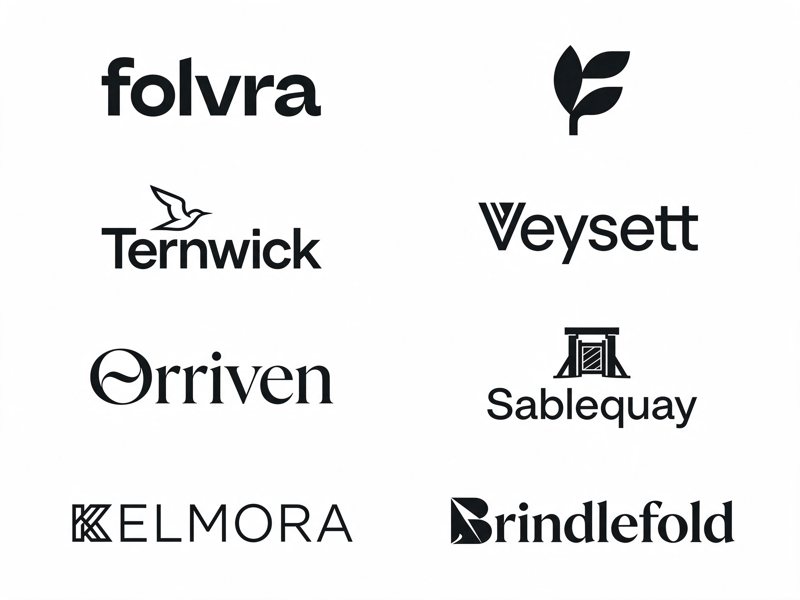 folvra
Ternwick
Veysett
Orriven
Sablequay
KELMORA
Brindlefold